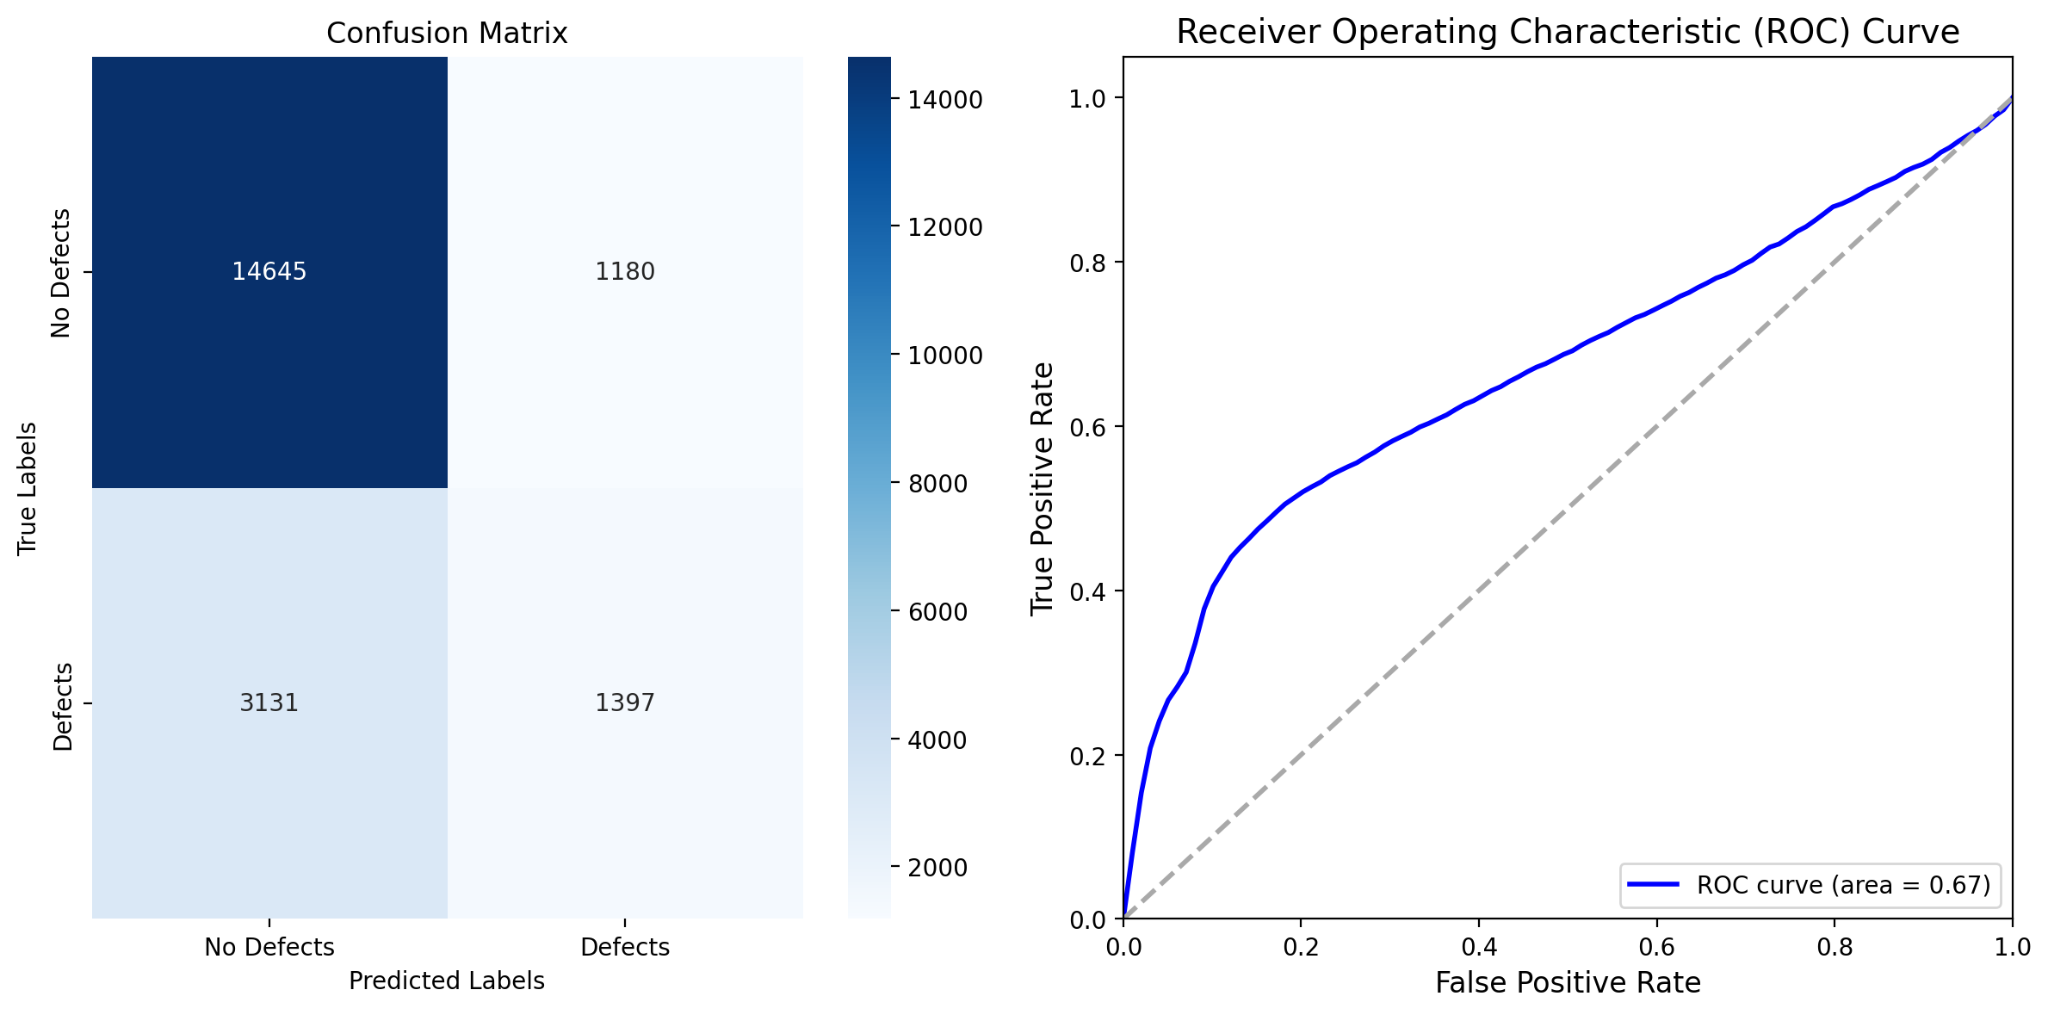 Confusion Matrix
No Defects
Defects
True Labels
14645
1180
3131
1397
No Defects
Defects
Predicted Labels
14000
12000
10000
8000
6000
4000
2000
Receiver Operating Characteristic (ROC) Curve
True Positive Rate
1.0
0.8
0.6
0.4
0.2
0.0
ROC curve (area = 0.67)
0.0
0.2
0.4
0.6
0.8
1.0
False Positive Rate